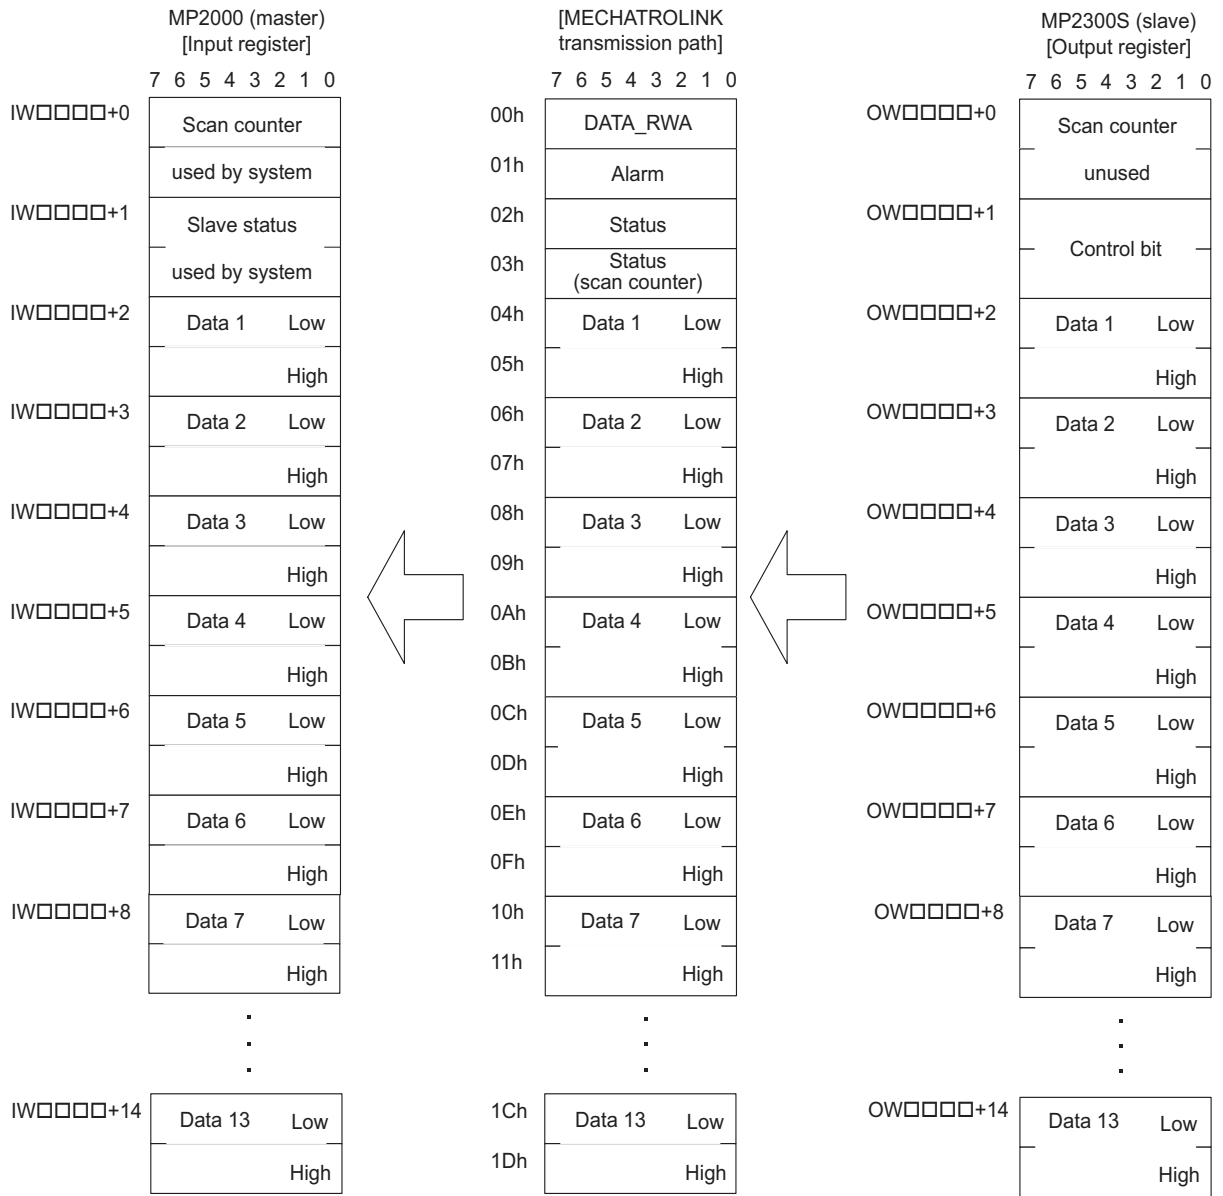 MP2000 (master)
[Input register]
7 6 5 4 3 2 1 0
IW□□□□+0
Scan counter
used by system
IW□□□□+1
Slave status
used by system
IW□□□□+2
Data 1 Low
High
IW□□□□+3
Data 2 Low
High
IW□□□□+4
Data 3 Low
High
IW□□□□+5
Data 4 Low
High
IW□□□□+6
Data 5 Low
High
IW□□□□+7
Data 6 Low
High
IW□□□□+8
Data 7 Low
High
IW□□□□+14
Data 13 Low
High
[MECHATROLINK
transmission path]
7 6 5 4 3 2 1 0
00h DATA_RWA
01h Alarm
02h Status
03h Status
(scan counter)
04h Data 1 Low
05h High
06h Data 2 Low
07h High
08h Data 3 Low
09h High
0Ah Data 4 Low
0Bh High
0Ch Data 5 Low
0Dh High
0Eh Data 6 Low
0Fh High
10h Data 7 Low
11h High
1Ch Data 13 Low
1Dh High
MP2300S (slave)
[Output register]
7 6 5 4 3 2 1 0
OW□□□□+0
Scan counter
unused
OW□□□□+1
Control bit
OW□□□□+2
Data 1 Low
High
OW□□□□+3
Data 2 Low
High
OW□□□□+4
Data 3 Low
High
OW□□□□+5
Data 4 Low
High
OW□□□□+6
Data 5 Low
High
OW□□□□+7
Data 6 Low
High
OW□□□□+8
Data 7 Low
High
OW□□□□+14
Data 13 Low
High